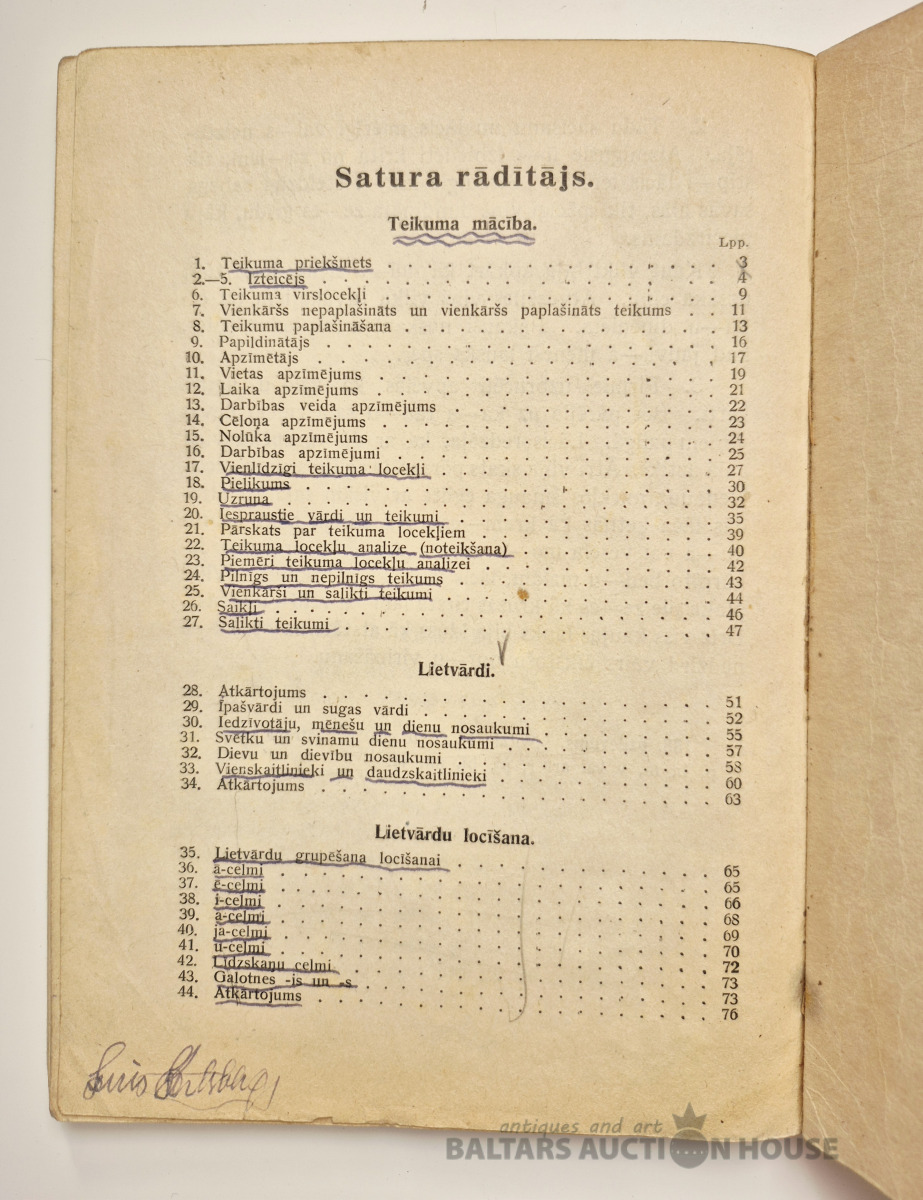 Satura rādītājs.
Teikuma mācība.
Lpp.
1. Teikuma priekšmets . . . . . . . . . . . . . . 3
2.—5. Izteicējs . . . . . . . . . . . . . . 4
6. Teikuma virslocekļi . . . . . . . . . . . . . . 9
7. Vienkāršs nepaplašināts un vienkāršs paplašināts teikums . . 11
8. Teikumu paplašināšana . . . . . . . . . . . . . . 13
9. Papildinātājs . . . . . . . . . . . . . . 16
10. Apzīmētājs . . . . . . . . . . . . . . 17
11. Vietas apzīmējums . . . . . . . . . . . . . . 19
12. Laika apzīmējums . . . . . . . . . . . . . . 21
13. Darbības veida apzīmējums . . . . . . . . . . . . 22
14. Cēloņa apzīmējums . . . . . . . . . . . . . . 23
15. Nolūka apzīmējums . . . . . . . . . . . . . . 24
16. Darbības apzīmējumi . . . . . . . . . . . . . . 25
17. Vienlīdzīgi teikuma locekļi . . . . . . . . . . . . 27
18. Pielikums . . . . . . . . . . . . . . 30
19. Uzruna . . . . . . . . . . . . . . 32
20. Iespraustie vārdi un teikumi . . . . . . . . . . . 35
21. Pārskats par teikuma locekļiem . . . . . . . . . . 39
22. Teikuma locekļu analize (noteikšana) . . . . . . . . 40
23. Piemēri teikuma locekļu analizei . . . . . . . . . . 42
24. Pilnīgs un nepilnīgs teikums . . . . . . . . . . . 43
25. Vienkārši un salikti teikumi . . . . . . . . . . . 44
26. Saikļi . . . . . . . . . . . . . . 46
27. Salikti teikumi . . . . . . . . . . . . . . 47
Lietvārdi.
28. Atkārtojums . . . . . . . . . . . . . . 51
29. Īpašvārdi un sugas vārdi . . . . . . . . . . . . 52
30. Iedzīvotāju, mēnešu un dienu nosaukumi . . . . . . . 55
31. Svētku un svinamu dienu nosaukumi . . . . . . . . 57
32. Dievu un dievību nosaukumi . . . . . . . . . . . 58
33. Vienskaitlinieki un daudzskaitlinieki . . . . . . . . . 60
34. Atkārtojums . . . . . . . . . . . . . . 63
Lietvārdu locīšana.
35. Lietvārdu grupēšana locīšanai . . . . . . . . . . . 65
36. ā-celmi . . . . . . . . . . . . . . 65
37. ē-celmi . . . . . . . . . . . . . . 66
38. i-celmi . . . . . . . . . . . . . . 68
39. a-celmi . . . . . . . . . . . . . . 69
40. ja-celmi . . . . . . . . . . . . . . 70
41. u-celmi . . . . . . . . . . . . . . 72
42. Līdzskaņu celmi . . . . . . . . . . . . . . 73
43. Galotnes -is un -s . . . . . . . . . . . . . . 73
44. Atkārtojums . . . . . . . . . . . . . . 76
antiques and art
BALTARS AUCTION HOUSE